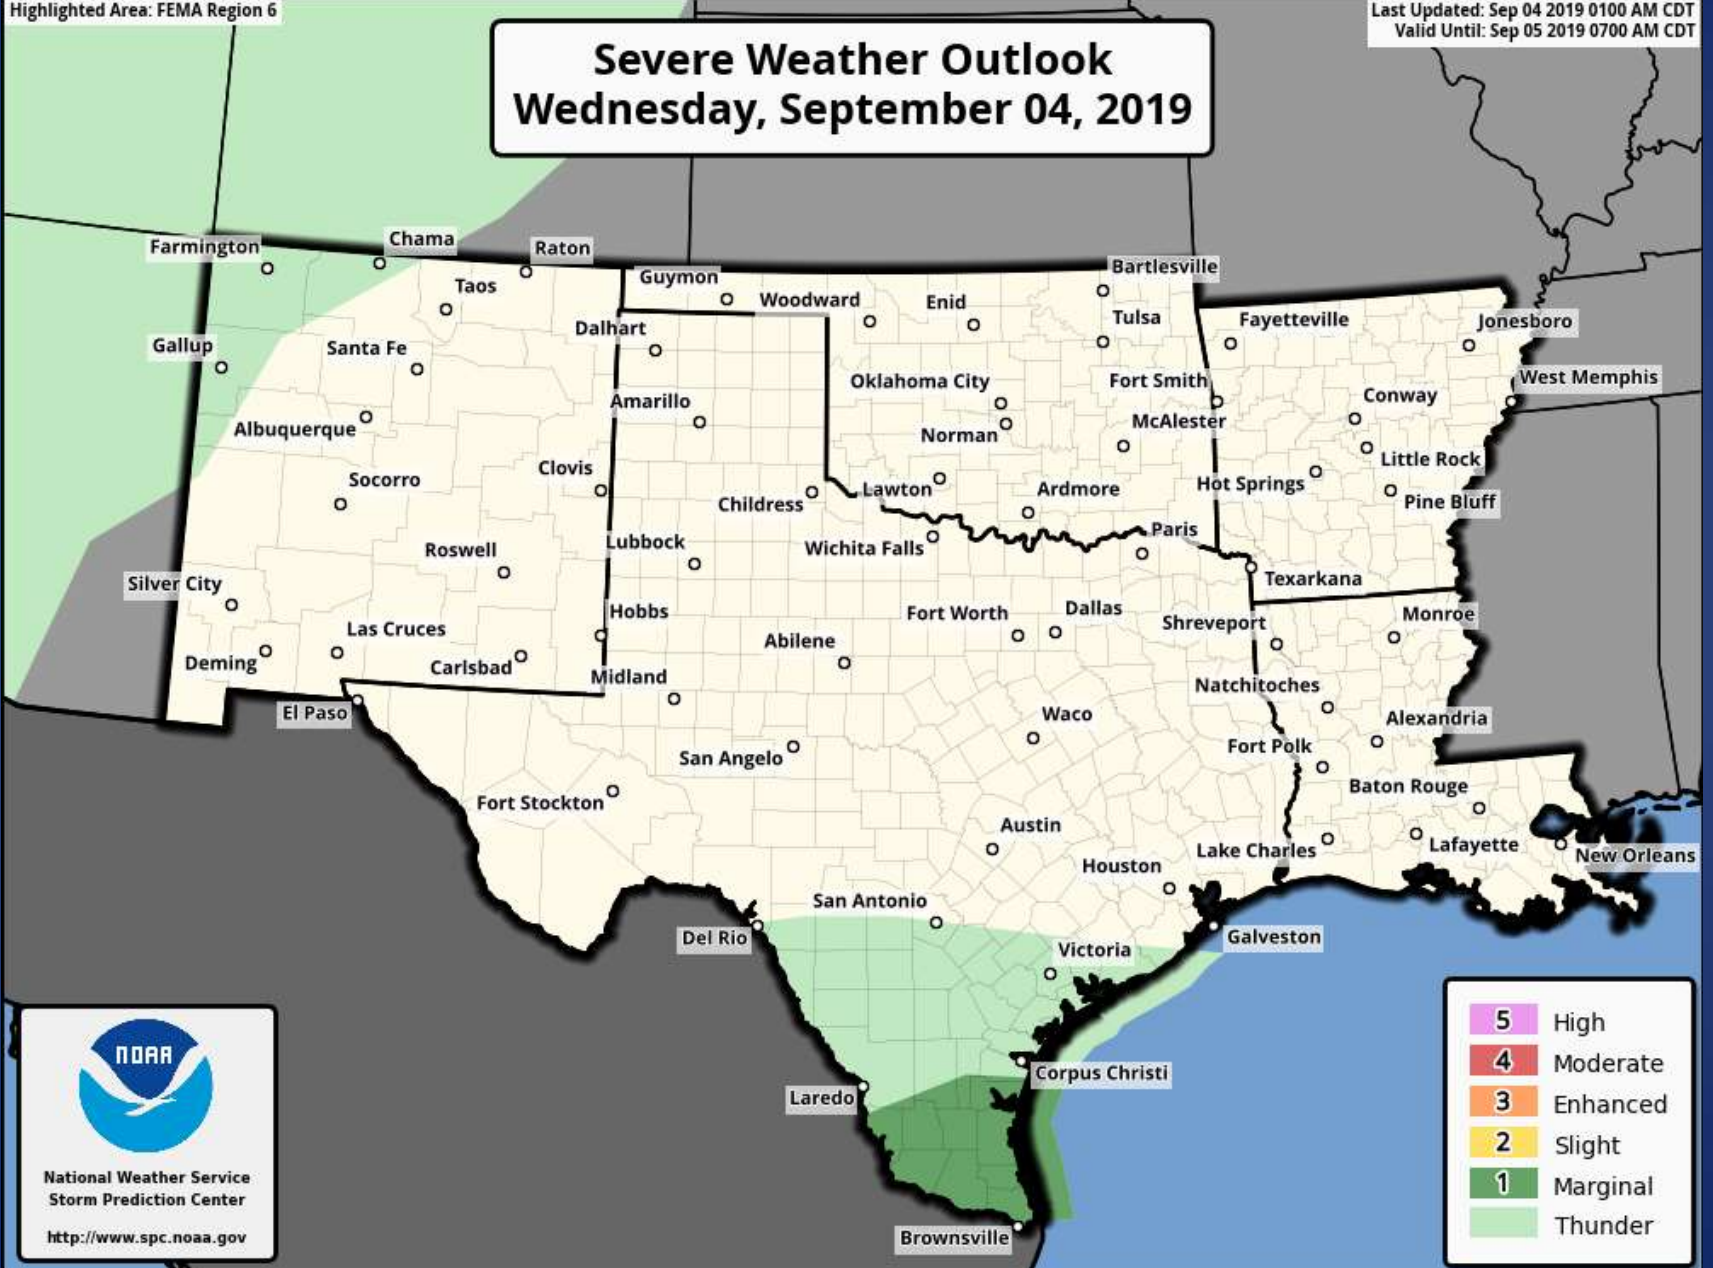 Highlighted Area: FEMA Region 6
Last Updated: Sep 04 2019 0100 AM CDT
Valid Until: Sep 05 2019 0700 AM CDT
Severe Weather Outlook
Wednesday, September 04, 2019
Farmington
Chama
Raton
Taos
Guymon
Woodward
Enid
Bartlesville
Tulsa
Fayetteville
Jonesboro
Gallup
Santa Fe
Dalhart
Oklahoma City
Fort Smith
West Memphis
Conway
Albuquerque
Amarillo
Norman
McAlester
Little Rock
Socorro
Clovis
Childress
Lawton
Ardmore
Hot Springs
Pine Bluff
Roswell
Lubbock
Wichita Falls
Paris
Silver City
Texarkana
Hobbs
Fort Worth
Dallas
Shreveport
Monroe
Las Cruces
Deming
Carlsbad
Midland
Abilene
Natchitoches
El Paso
Waco
Alexandria
San Angelo
Fort Polk
Fort Stockton
Baton Rouge
Austin
Houston
Lake Charles
Lafayette
New Orleans
San Antonio
Del Rio
Victoria
Galveston
Corpus Christi
Laredo
Brownsville
NOAA
National Weather Service
Storm Prediction Center
http://www.spc.noaa.gov
5 High
4 Moderate
3 Enhanced
2 Slight
1 Marginal
Thunder